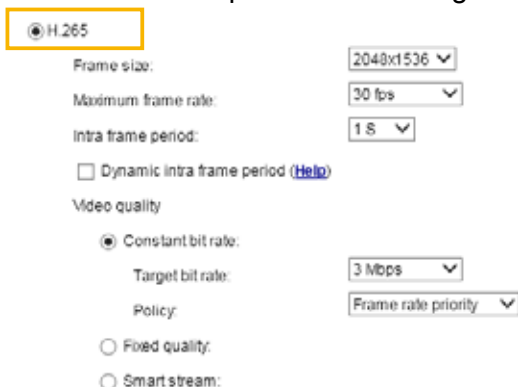 H.265
Frame size: 2048x1536
Maximum frame rate: 30 fps
Intra frame period: 1 S
Dynamic intra frame period (Help)
Video quality
Constant bit rate:
Target bit rate: 3 Mbps
Policy: Frame rate priority
Fixed quality:
Smart stream: